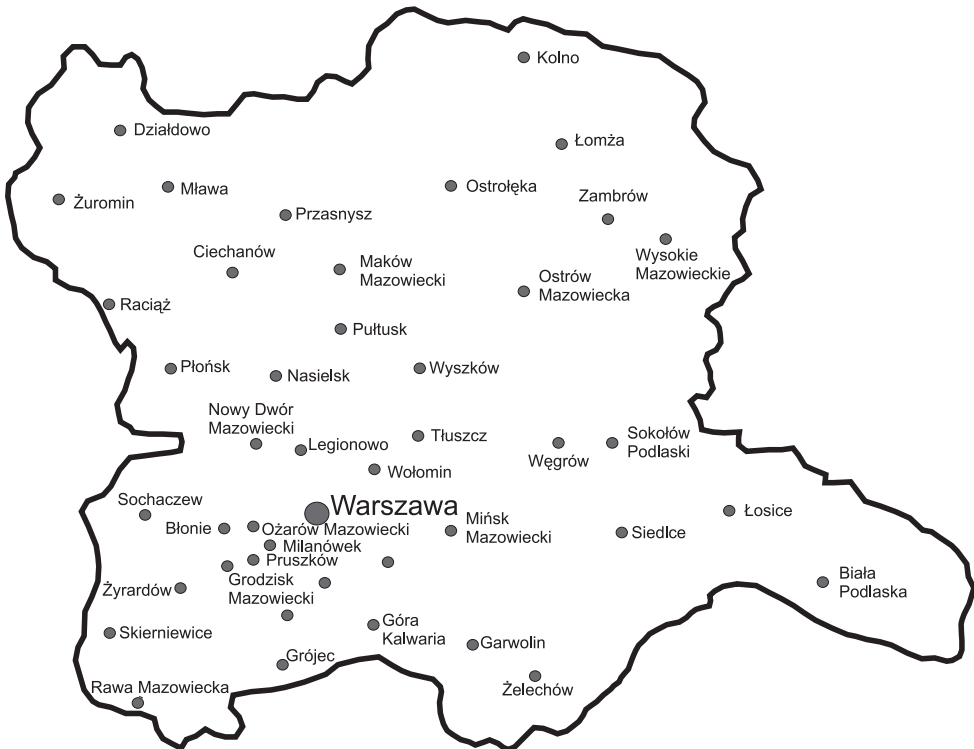 Kolno
Działdowo
Łomża
Mława
Ostrołęka
Zambrów
Żuromin
Przasnysz
Ciechanów
Maków
Mazowiecki
Wysokie
Mazowieckie
Ostrów
Mazowiecka
Raciąż
Pułtusk
Płońsk
Nasielsk
Wyszków
Nowy Dwór
Mazowiecki
Legionowo
Tłuszcz
Węgrów
Sokołów
Podlaski
Wołomin
Sochaczew
Warszawa
Łosice
Błonie
Ożarów Mazowiecki
Mińsk
Mazowiecki
Siedlce
Milanówek
Pruszków
Grodzisk
Mazowiecki
Żyrardów
Biała
Podlaska
Skierniewice
Góra
Kalwaria
Garwolin
Grójec
Żelechów
Rawa Mazowiecka